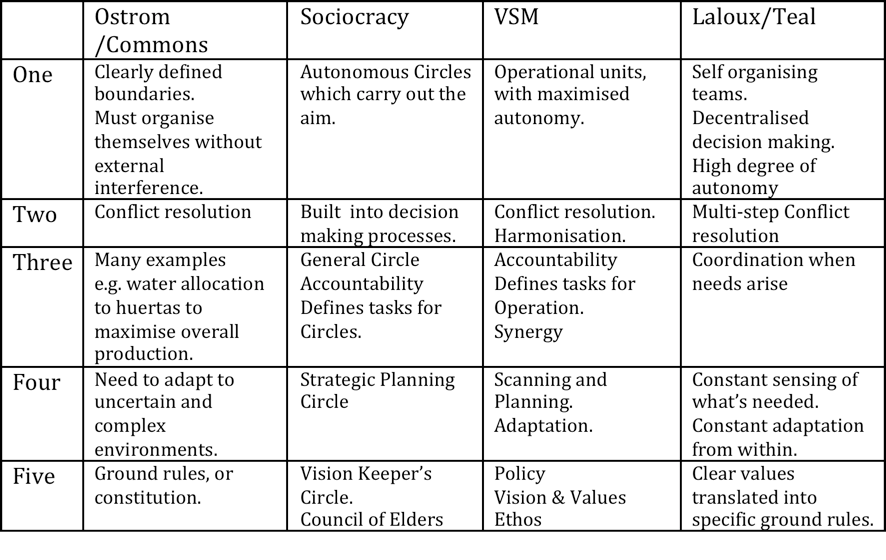 Ostrom
/Commons
Sociocracy
VSM
Laloux/Teal
One
Clearly defined
boundaries.
Must organise
themselves without
external
interference.
Autonomous Circles
which carry out the
aim.
Operational units,
with maximised
autonomy.
Self organising
teams.
Decentralised
decision making.
High degree of
autonomy
Two
Conflict resolution
Built into decision
making processes.
Conflict resolution.
Harmonisation.
Multi-step Conflict
resolution
Three
Many examples
e.g. water allocation
to huertas to
maximise overall
production.
General Circle
Accountability
Defines tasks for
Circles.
Accountability
Defines tasks for
Operation.
Synergy
Coordination when
needs arise
Four
Need to adapt to
uncertain and
complex
environments.
Strategic Planning
Circle
Scanning and
Planning.
Adaptation.
Constant sensing of
what's needed.
Constant adaptation
from within.
Five
Ground rules, or
constitution.
Vision Keeper's
Circle.
Council of Elders
Policy
Vision & Values
Ethos
Clear values
translated into
specific ground rules.